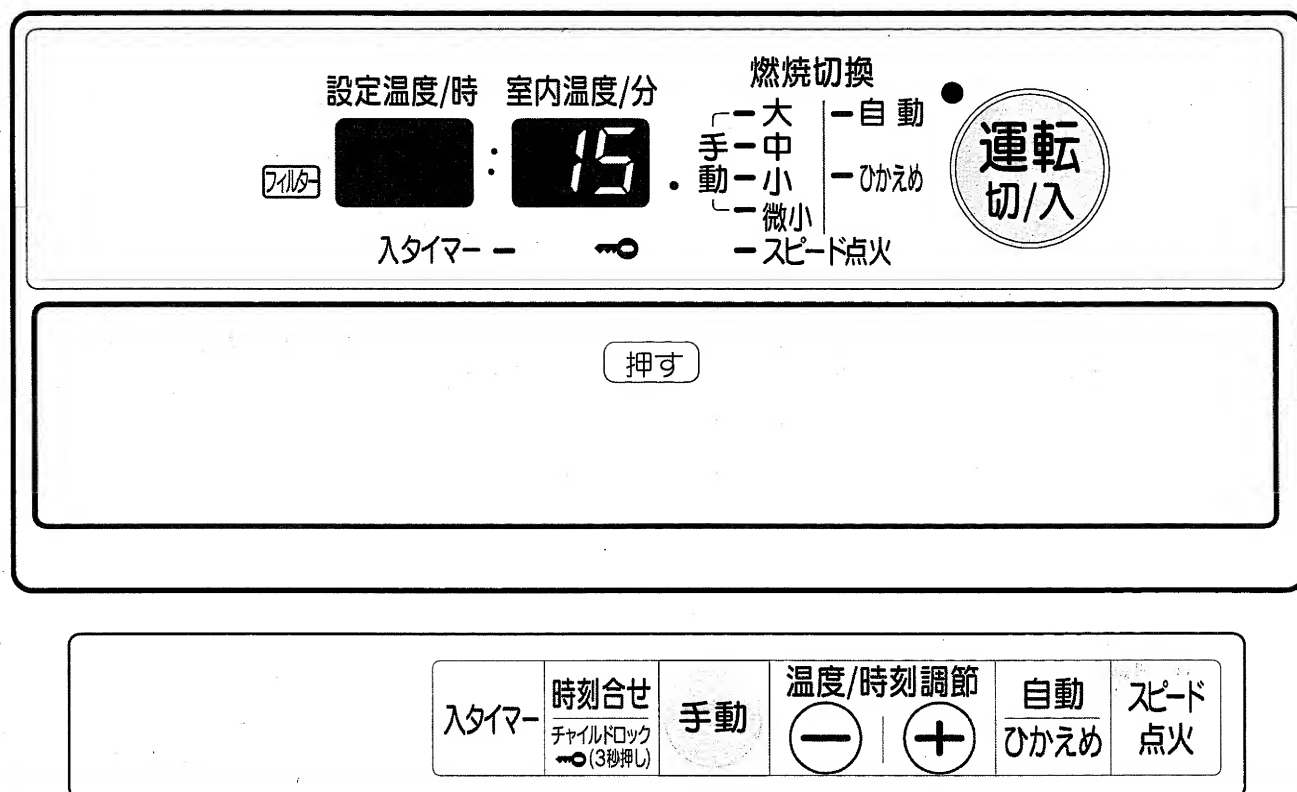 設定温度/時 室内温度/分
燃焼切換
フィルター
: 15.
手動
大
中
小
微小
自動
ひかえめ
入タイマー
スピード点火
運転
切/入
押す
入タイマー
時刻合せ
チャイルドロック
(3秒押し)
手動
温度/時刻調節
− +
自動
ひかえめ
スピード
点火